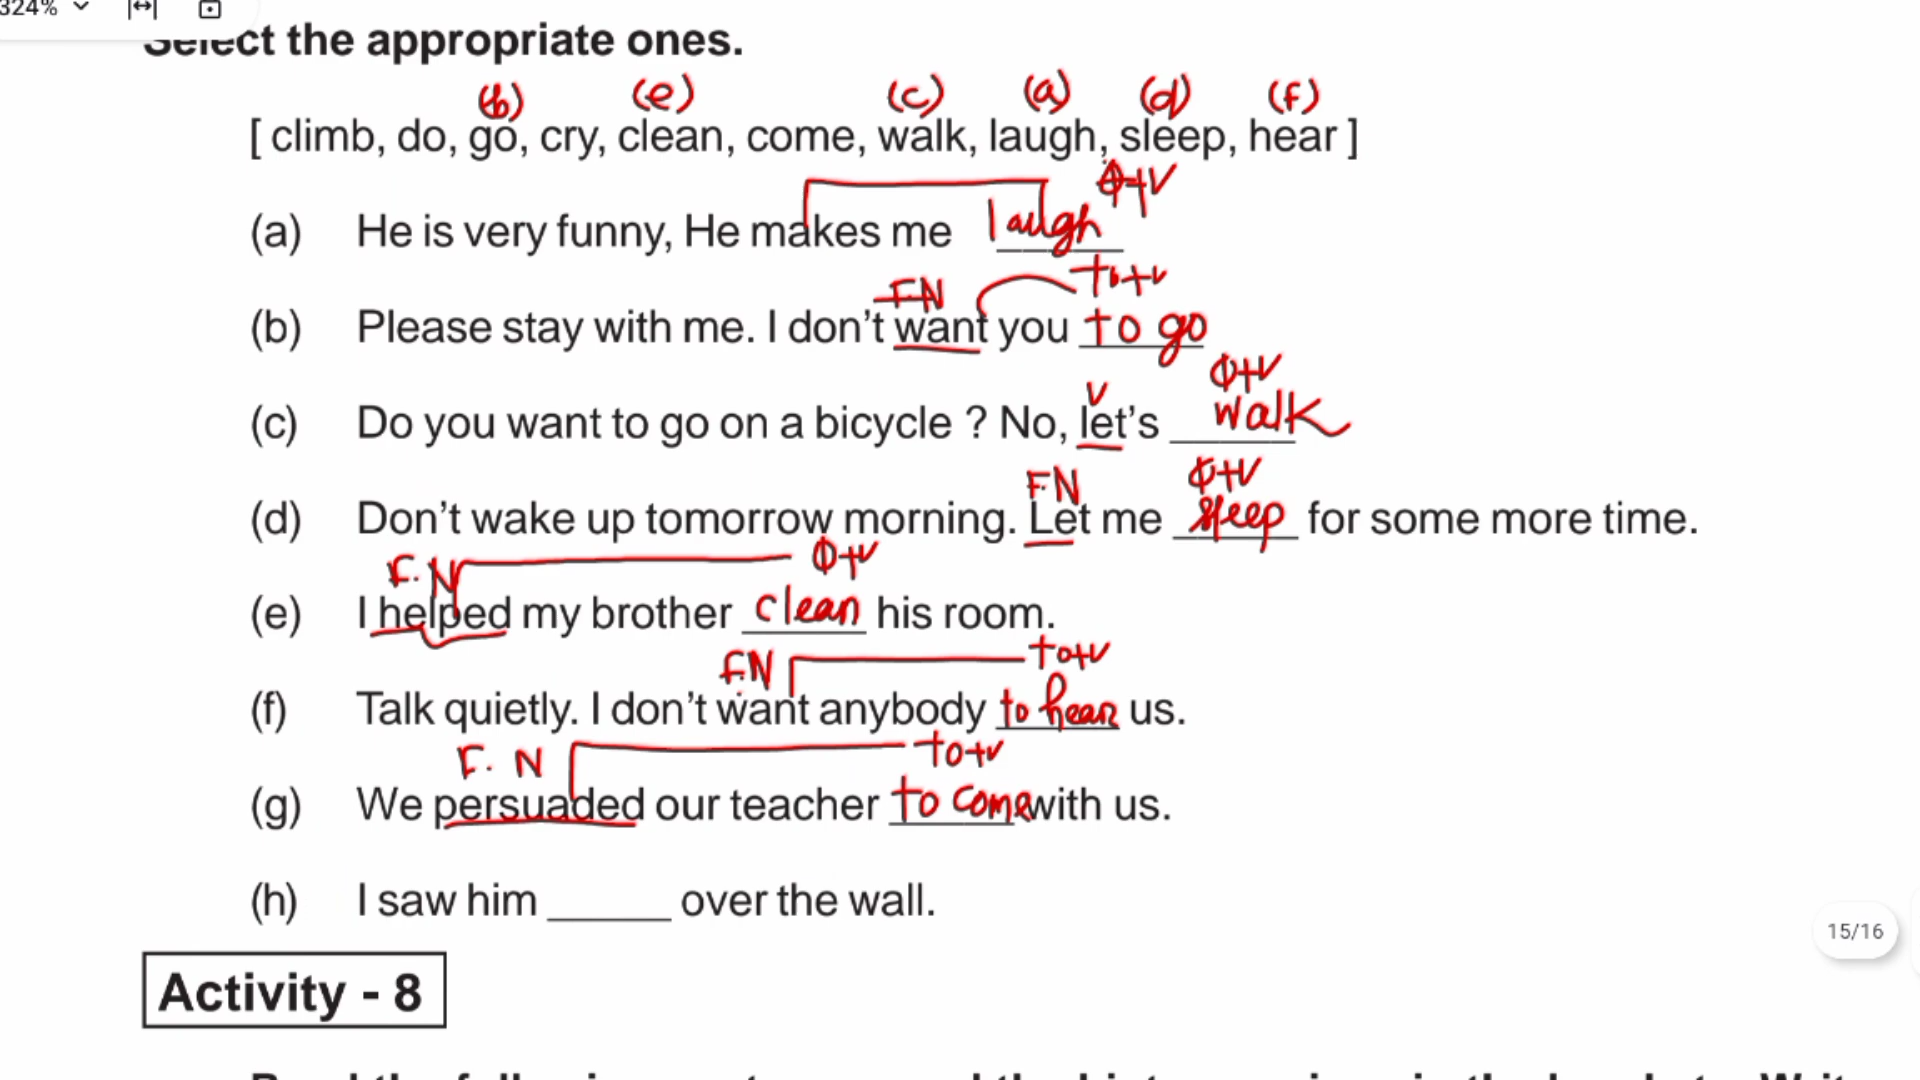 324%
Select the appropriate ones.
(b) (e) (c) (a) (d) (f)
[ climb, do, go, cry, clean, come, walk, laugh, sleep, hear ]
Φ+V
(a) He is very funny, He makes me laugh
F.N to+v
(b) Please stay with me. I don't want you to go
V Φ+V
(c) Do you want to go on a bicycle ? No, let's walk
F.N Φ+V
(d) Don't wake up tomorrow morning. Let me sleep for some more time.
F.N Φ+V
(e) I helped my brother clean his room.
F.N to+v
(f) Talk quietly. I don't want anybody to hear us.
F.N to+v
(g) We persuaded our teacher to come with us.
(h) I saw him ______ over the wall.
15/16
Activity - 8